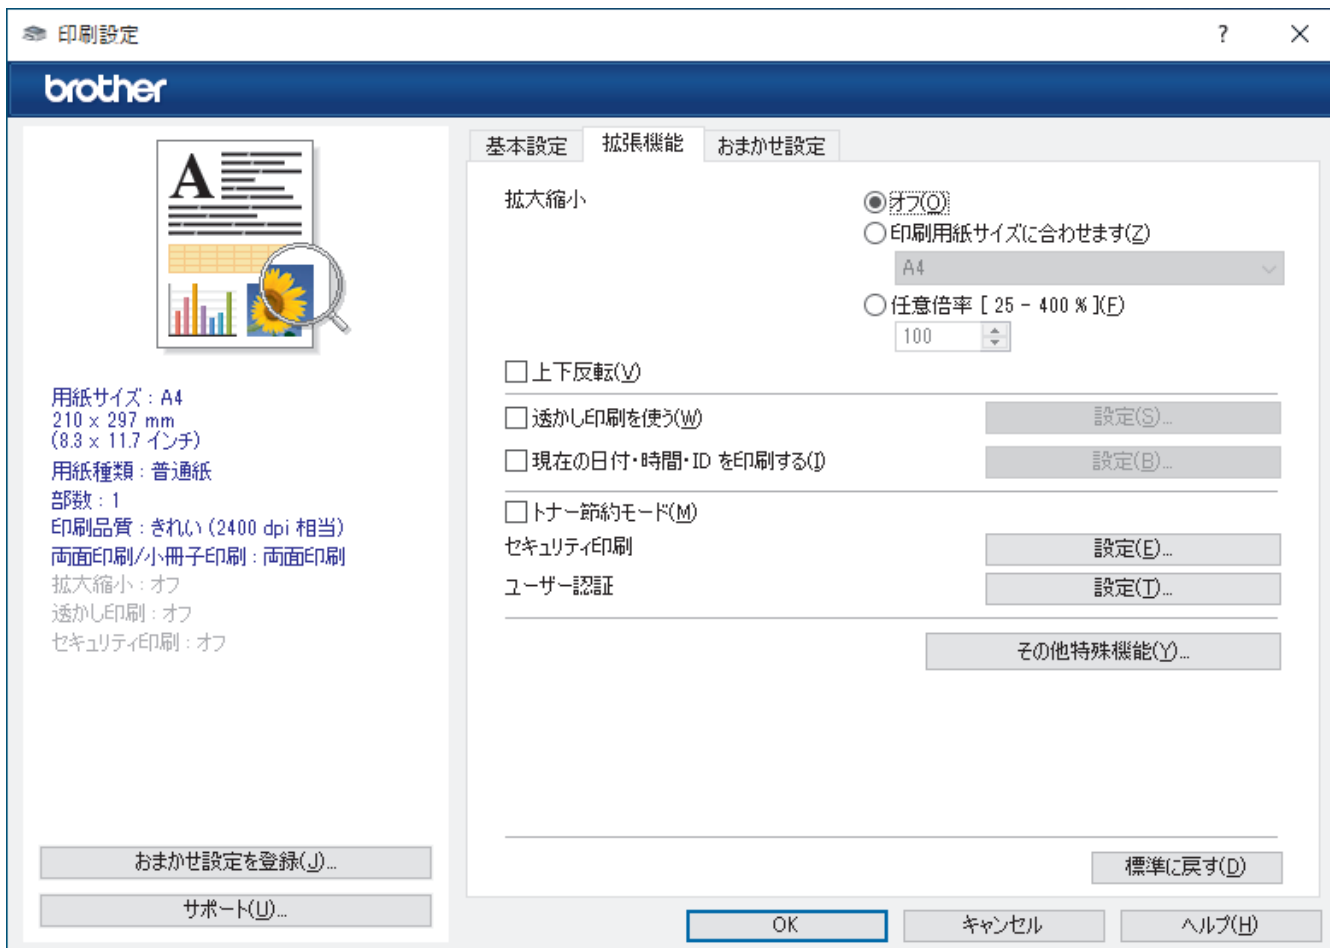 印刷設定
?
brother
A
用紙サイズ : A4
210 x 297 mm
(8.3 x 11.7 インチ)
用紙種類 : 普通紙
部数 : 1
印刷品質 : きれい (2400 dpi 相当)
両面印刷/小冊子印刷 : 両面印刷
拡大縮小 : オフ
透かし印刷 : オフ
セキュリティ印刷 : オフ
おまかせ設定を登録(J)...
サポート(U)...
基本設定 拡張機能 おまかせ設定
拡大縮小 オフ(O)
印刷用紙サイズに合わせます(Z)
A4
任意倍率 [ 25 - 400 % ](F)
100
上下反転(V)
透かし印刷を使う(W) 設定(S)...
現在の日付・時間・ID を印刷する(I) 設定(B)...
トナー節約モード(M)
セキュリティ印刷 設定(E)...
ユーザー認証 設定(T)...
その他特殊機能(Y)...
標準に戻す(D)
OK キャンセル ヘルプ(H)